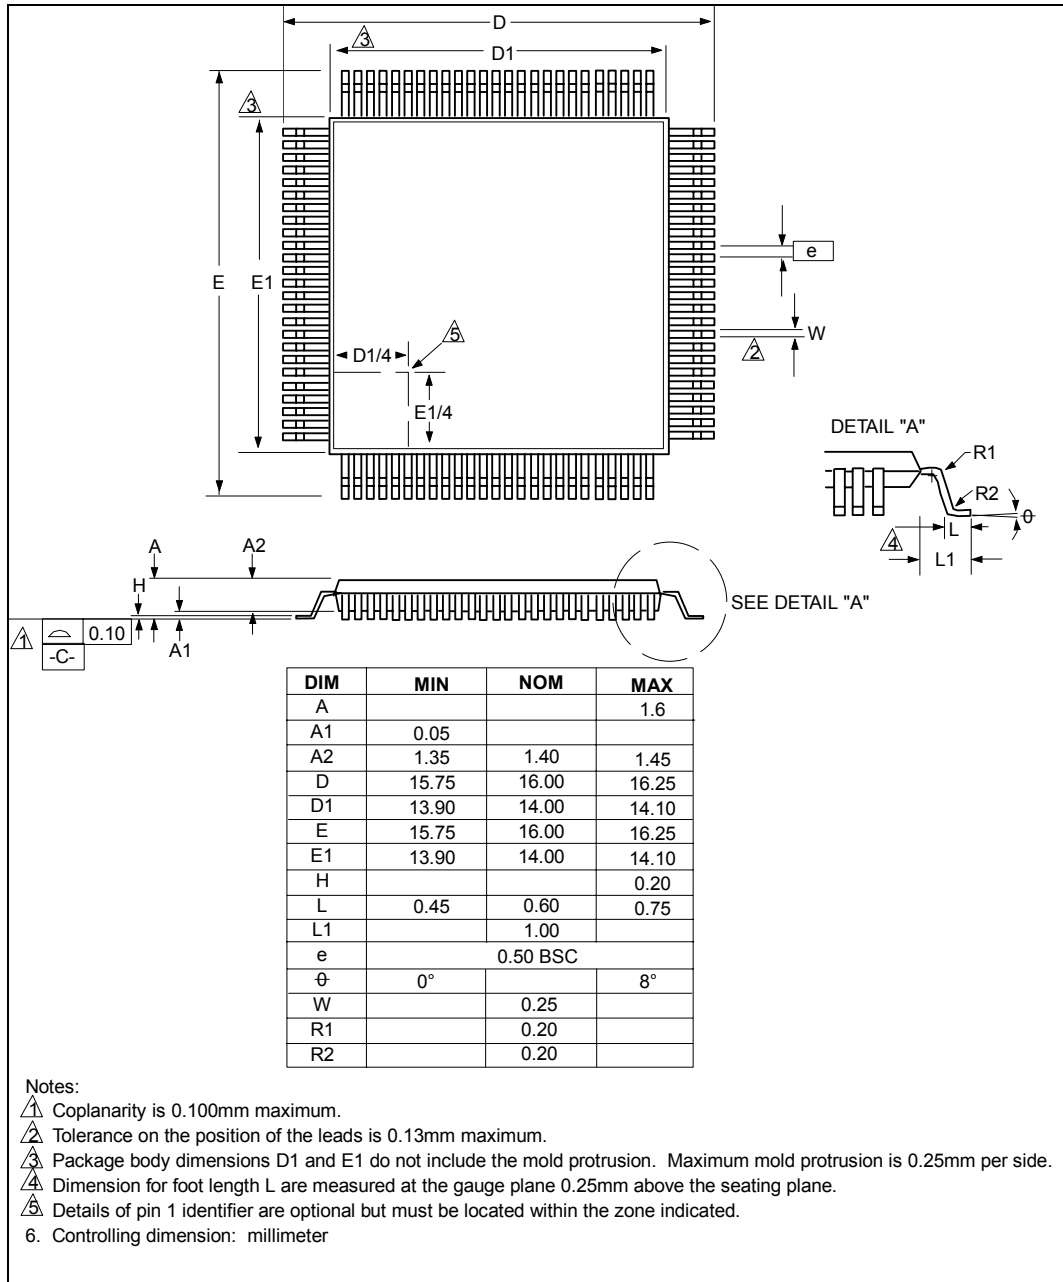 D
3
D1
3
E
E1
e
W
2
5
D1/4
E1/4
DETAIL "A"
R1
R2
θ
L
4
L1
A
A2
H
SEE DETAIL "A"
1
0.10
-C-
A1
DIM MIN NOM MAX
A 1.6
A1 0.05
A2 1.35 1.40 1.45
D 15.75 16.00 16.25
D1 13.90 14.00 14.10
E 15.75 16.00 16.25
E1 13.90 14.00 14.10
H 0.20
L 0.45 0.60 0.75
L1 1.00
e 0.50 BSC
θ 0° 8°
W 0.25
R1 0.20
R2 0.20
Notes:
1 Coplanarity is 0.100mm maximum.
2 Tolerance on the position of the leads is 0.13mm maximum.
3 Package body dimensions D1 and E1 do not include the mold protrusion. Maximum mold protrusion is 0.25mm per side.
4 Dimension for foot length L are measured at the gauge plane 0.25mm above the seating plane.
5 Details of pin 1 identifier are optional but must be located within the zone indicated.
6. Controlling dimension: millimeter